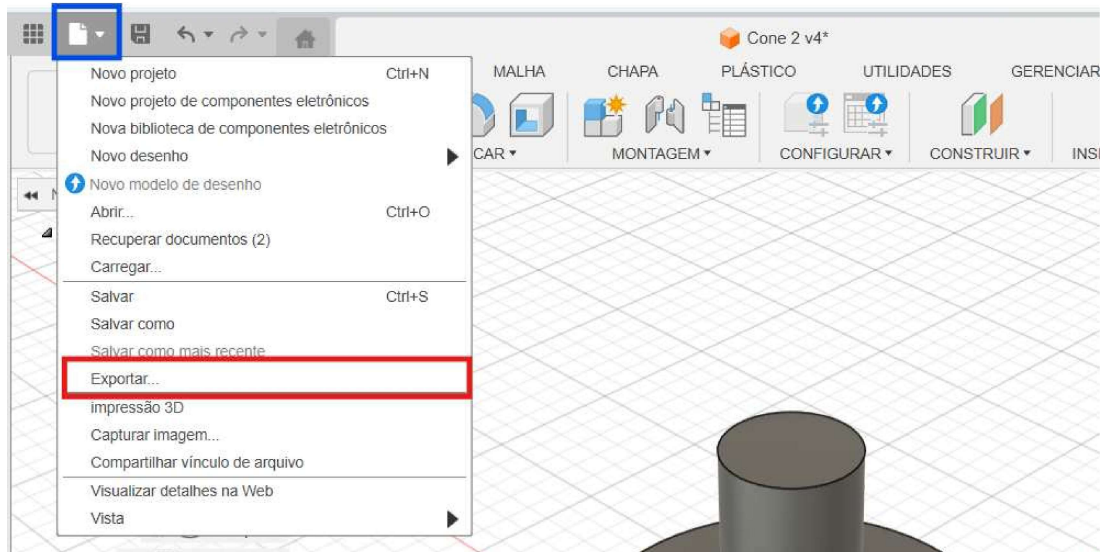 Cone 2 v4*
MALHA CHAPA PLÁSTICO UTILIDADES GERENCIAR
CAR MONTAGEM CONFIGURAR CONSTRUIR INSI
Novo projeto Ctrl+N
Novo projeto de componentes eletrônicos
Nova biblioteca de componentes eletrônicos
Novo desenho
Novo modelo de desenho
Abrir... Ctrl+O
Recuperar documentos (2)
Carregar...
Salvar Ctrl+S
Salvar como
Salvar como mais recente
Exportar...
impressão 3D
Capturar imagem...
Compartilhar vínculo de arquivo
Visualizar detalhes na Web
Vista